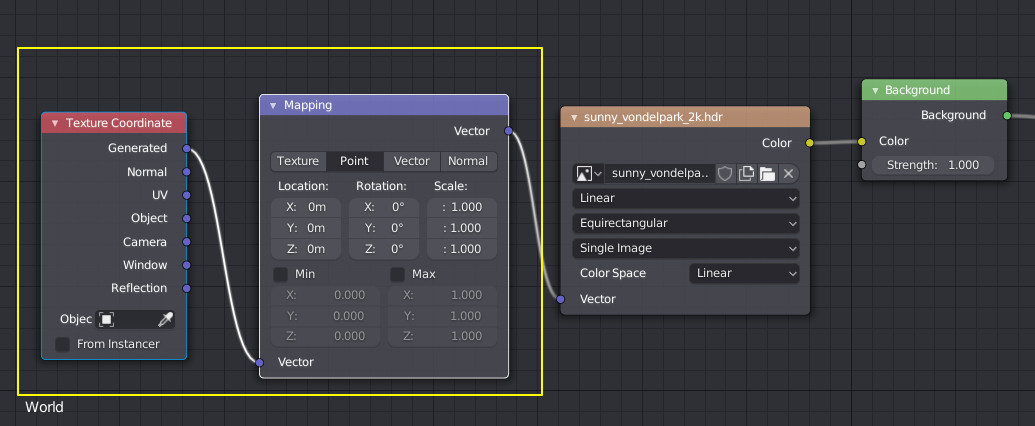 Texture Coordinate
Generated
Normal
UV
Object
Camera
Window
Reflection
Objec
From Instancer
Mapping
Vector
Texture Point Vector Normal
Location: Rotation: Scale:
X: 0m X: 0° : 1.000
Y: 0m Y: 0° : 1.000
Z: 0m Z: 0° : 1.000
Min Max
X: 0.000 X: 1.000
Y: 0.000 Y: 1.000
Z: 0.000 Z: 1.000
Vector
sunny_vondelpark_2k.hdr
Color
sunny_vondelpa..
Linear
Equirectangular
Single Image
Color Space Linear
Vector
Background
Background
Color
Strength: 1.000
World